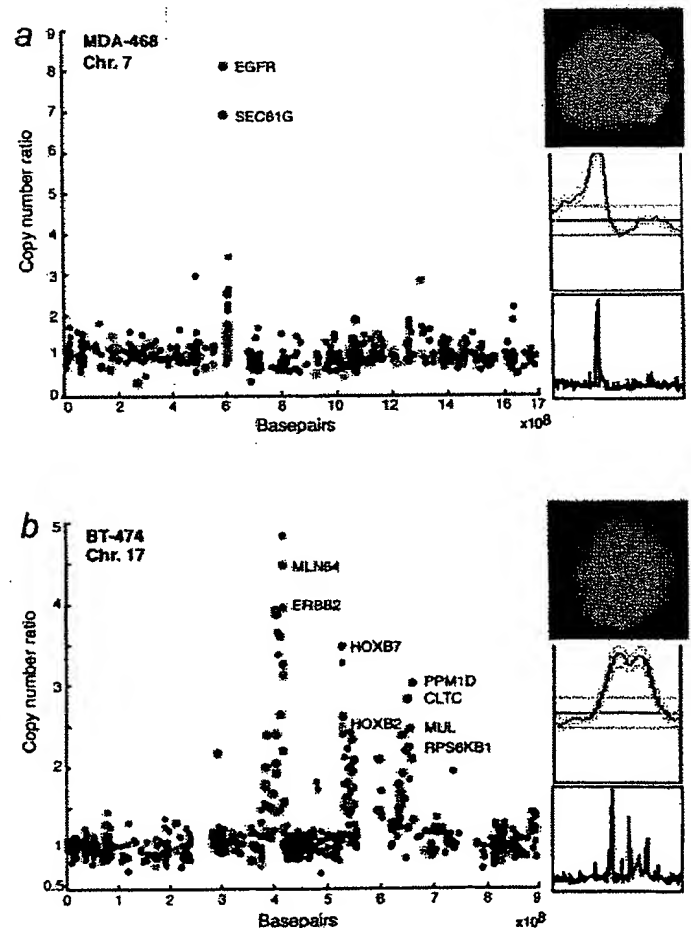 a
MDA-468
Chr. 7
9
8
7
6
5
4
3
2
1
0
Copy number ratio
EGFR
SEC61G
0 2 4 6 8 10 12 14 16 17
Basepairs
x10⁸
b
BT-474
Chr. 17
5
4
3
2
1
0.5
Copy number ratio
MLN64
ERBB2
HOXB7
PPM1D
CLTC
HOXB2
MUL
RPS6KB1
0 1 2 3 4 5 6 7 8 9
Basepairs
x10⁸